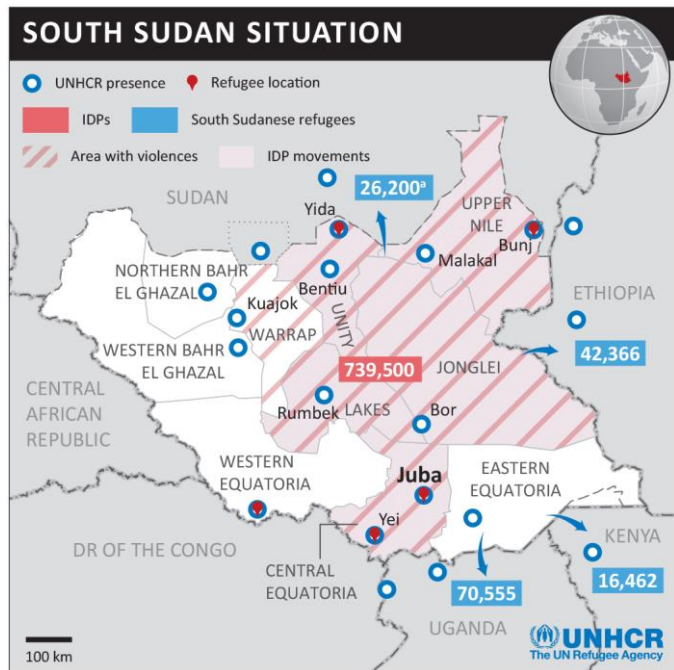 SOUTH SUDAN SITUATION
UNHCR presence
Refugee location
IDPs
South Sudanese refugees
Area with violences
IDP movements
SUDAN
26,200ª
UPPER
NILE
Yida
Bunj
Malakal
NORTHERN BAHR
EL GHAZAL
Bentiu
ETHIOPIA
Kuajok
UNITY
WARRAP
WESTERN BAHR
EL GHAZAL
42,366
739,500
JONGLEI
CENTRAL
AFRICAN
REPUBLIC
Rumbek
LAKES
Bor
WESTERN
EQUATORIA
Juba
EASTERN
EQUATORIA
Yei
DR OF THE CONGO
KENYA
CENTRAL
EQUATORIA
16,462
70,555
UGANDA
100 km
UNHCR
The UN Refugee Agency